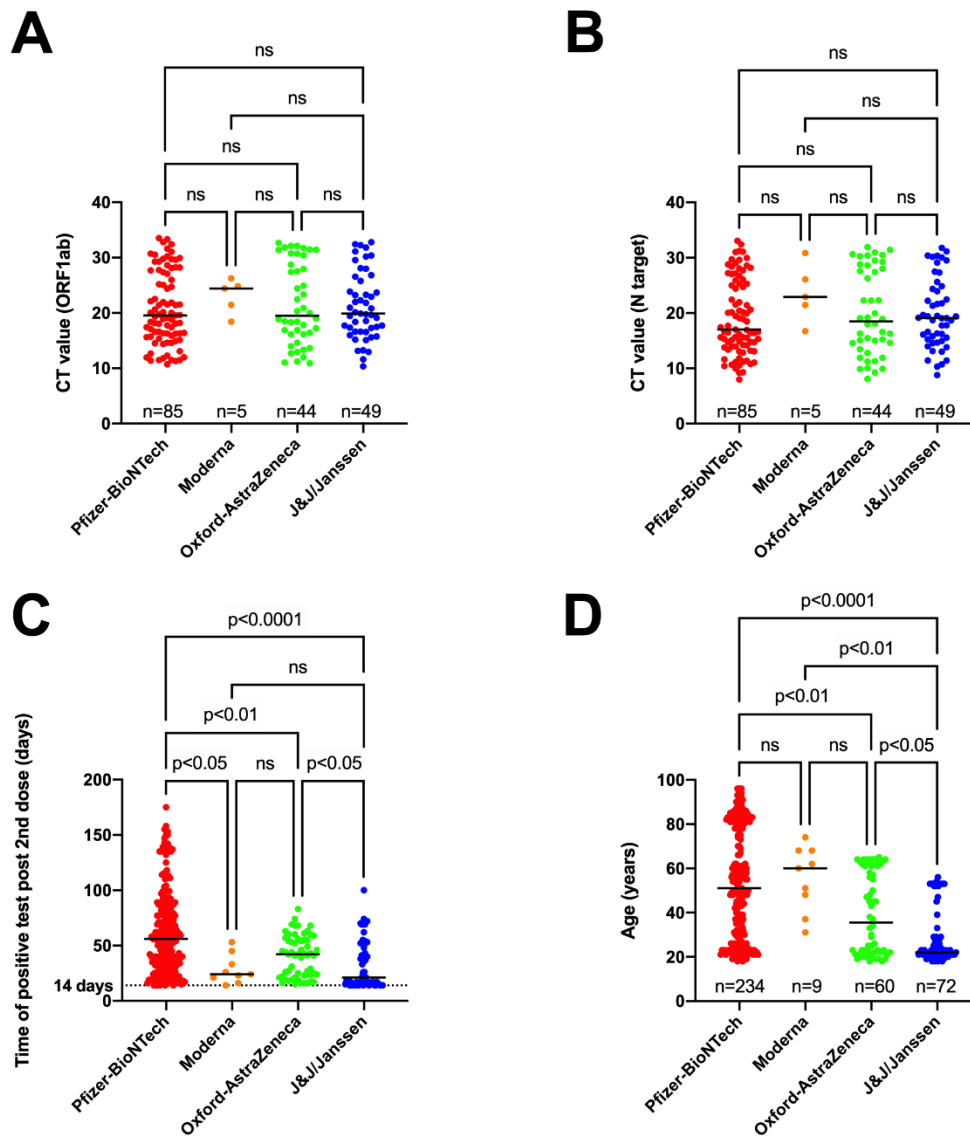 A
ns
ns
ns
ns ns ns
CT value (ORF1ab)
40
30
20
10
0
n=85 n=5 n=44 n=49
Pfizer-BioNTech
Moderna
Oxford-AstraZeneca
J&J/Janssen
B
ns
ns
ns
ns ns ns
CT value (N target)
40
30
20
10
0
n=85 n=5 n=44 n=49
Pfizer-BioNTech
Moderna
Oxford-AstraZeneca
J&J/Janssen
C
p<0.0001
ns
p<0.01
p<0.05 ns p<0.05
Time of positive test post 2nd dose (days)
200
150
100
50
14 days
0
Pfizer-BioNTech
Moderna
Oxford-AstraZeneca
J&J/Janssen
D
p<0.0001
p<0.01
p<0.01
ns ns p<0.05
Age (years)
100
80
60
40
20
0
n=234 n=9 n=60 n=72
Pfizer-BioNTech
Moderna
Oxford-AstraZeneca
J&J/Janssen